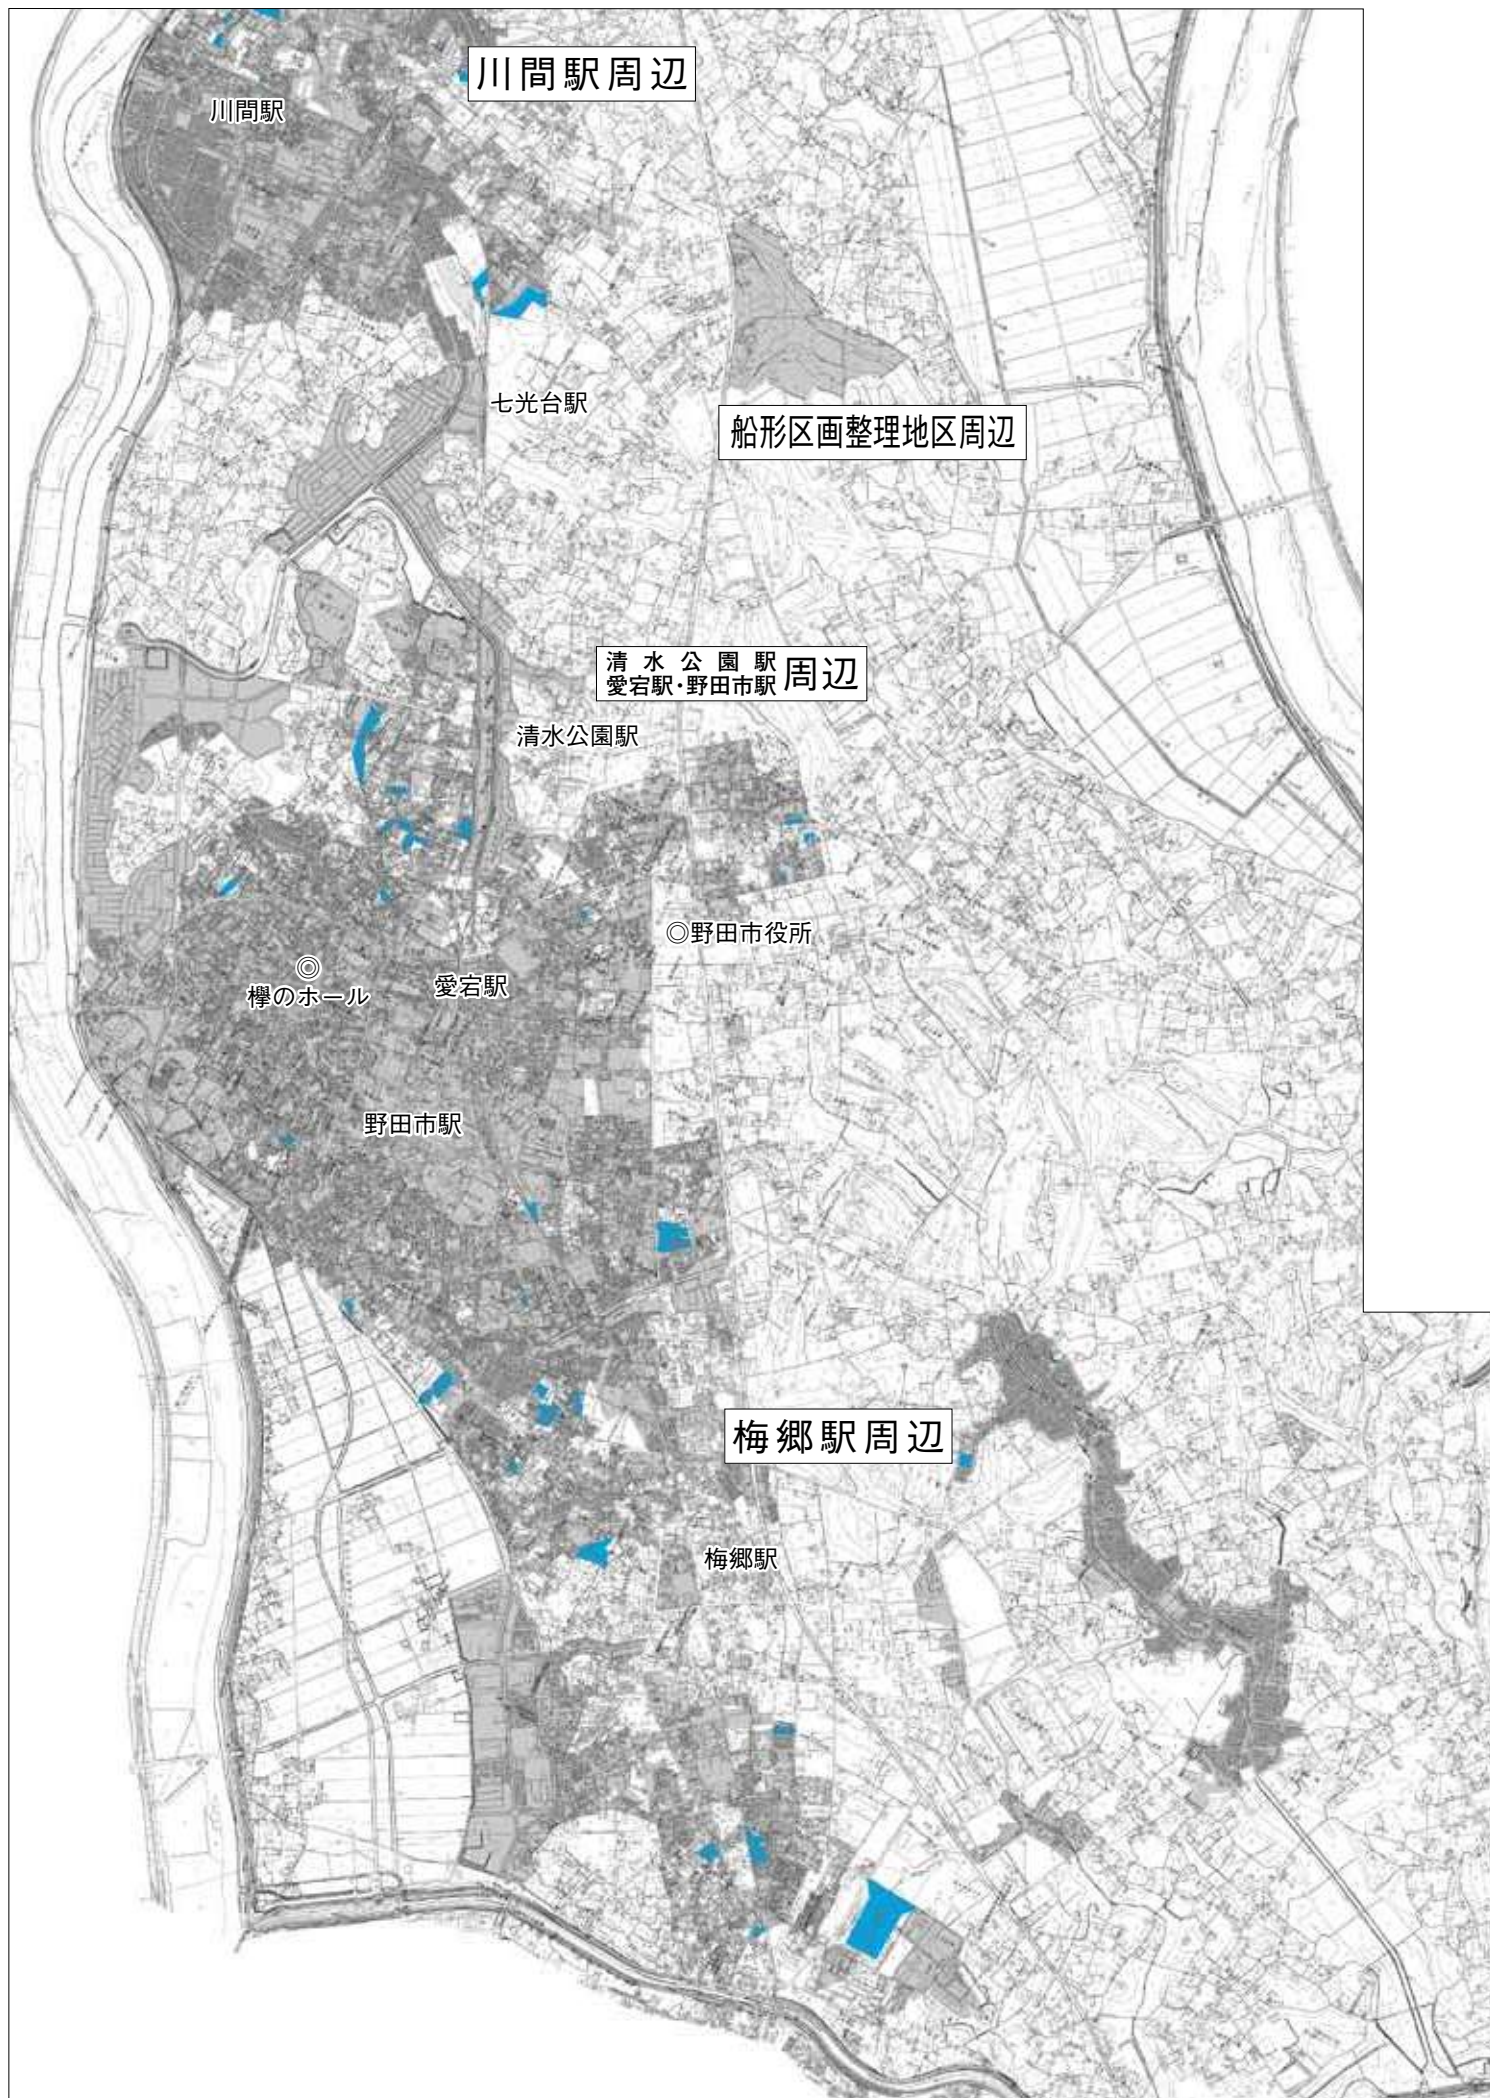 川間駅周辺
川間駅
七光台駅
船形区画整理地区周辺
清水公園駅
愛宕駅・野田市駅 周辺
清水公園駅
◎野田市役所
◎
欅のホール
愛宕駅
野田市駅
梅郷駅周辺
梅郷駅